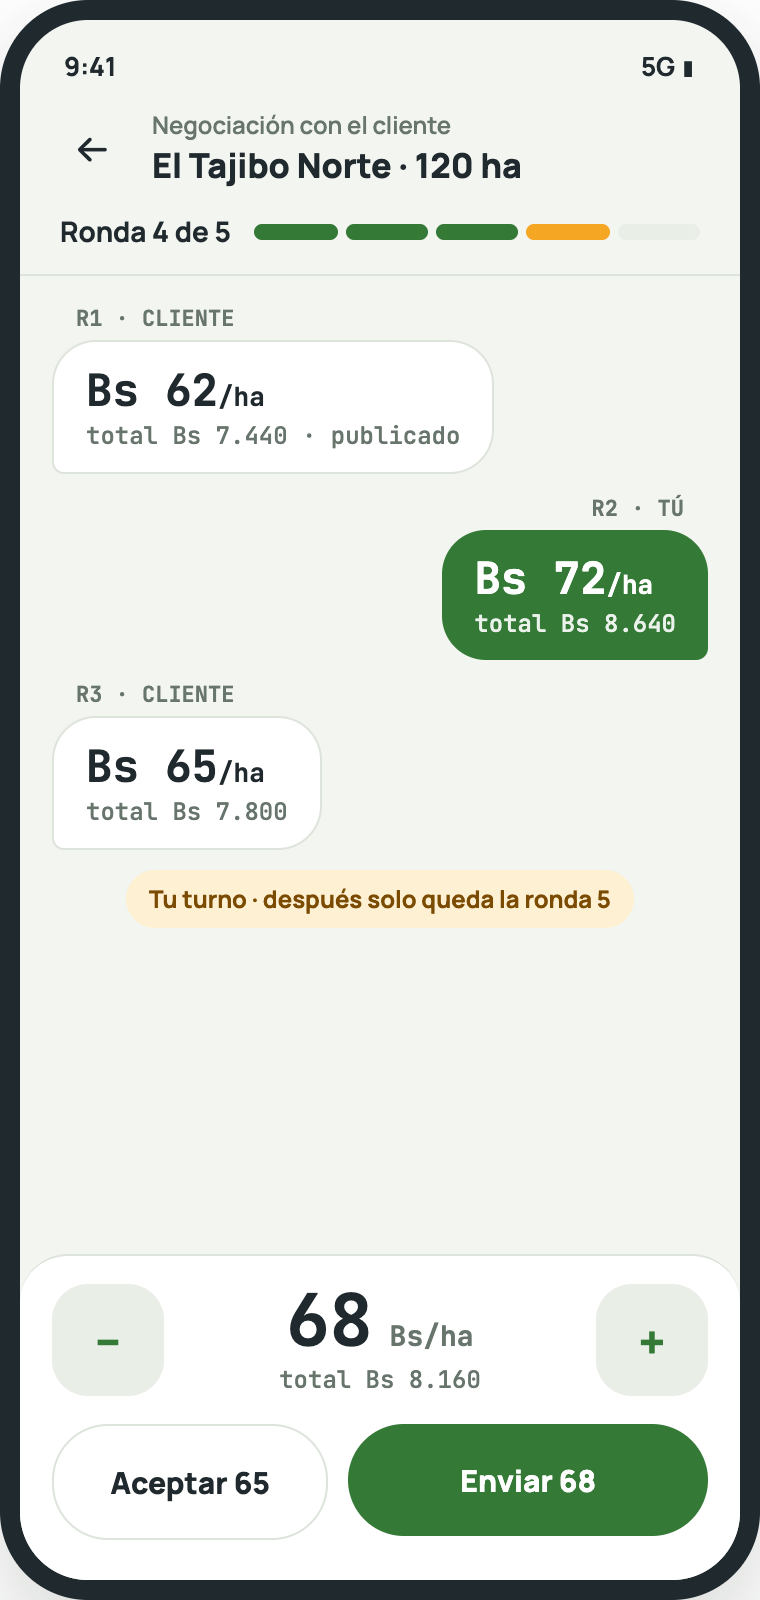 9:41
5G
Negociación con el cliente
El Tajibo Norte · 120 ha
Ronda 4 de 5
R1 · CLIENTE
Bs 62/ha
total Bs 7.440 · publicado
R2 · TÚ
Bs 72/ha
total Bs 8.640
R3 · CLIENTE
Bs 65/ha
total Bs 7.800
Tu turno · después solo queda la ronda 5
−
68 Bs/ha
+
total Bs 8.160
Aceptar 65
Enviar 68